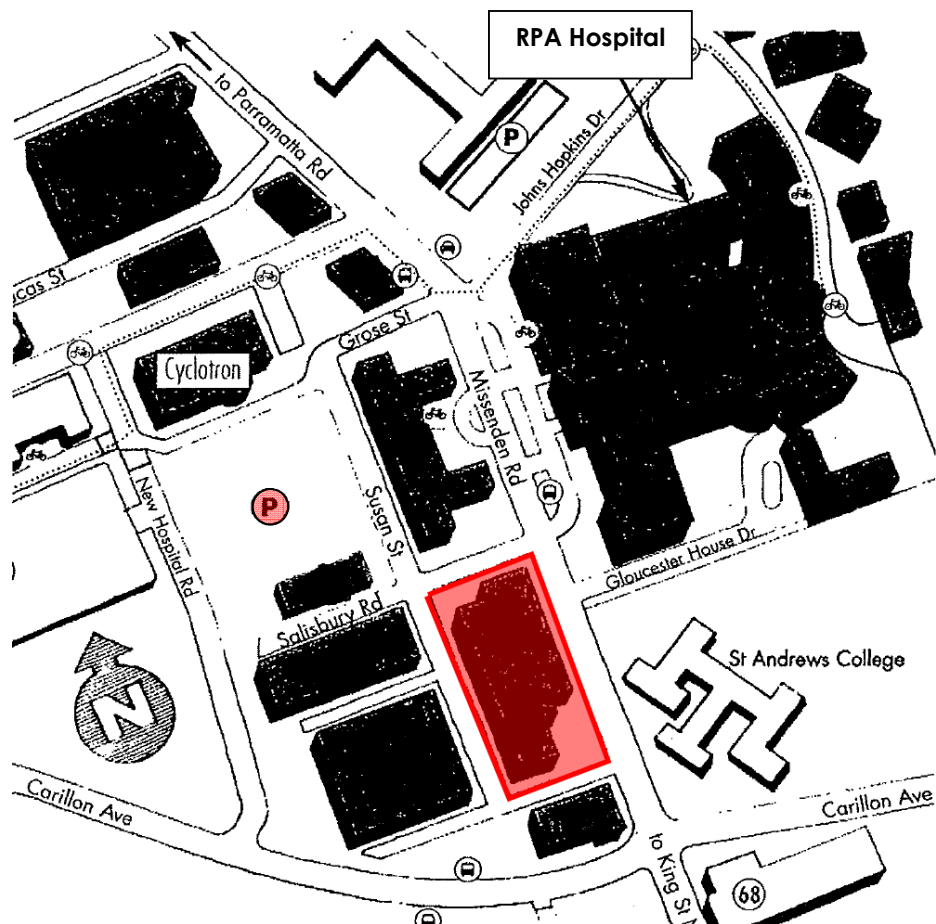 RPA Hospital
to Parramatta Rd
P
Johns Hopkins Dr
ucas St
Grose St
Cyclotron
Missenden Rd
P
Susan St
New Hospital Rd
Gloucester House Dr
Salisbury Rd
St Andrews College
N
Carillon Ave
Carillon Ave
to King St N
68